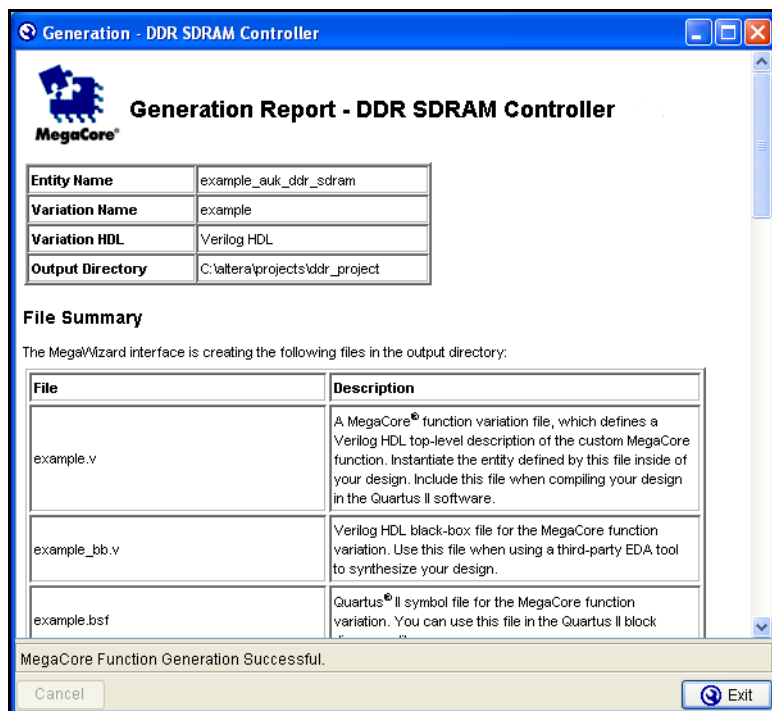 Generation - DDR SDRAM Controller
MegaCore®
Generation Report - DDR SDRAM Controller
Entity Name example_auk_ddr_sdram
Variation Name example
Variation HDL Verilog HDL
Output Directory C:\altera\projects\ddr_project
File Summary
The MegaWizard interface is creating the following files in the output directory:
File Description
example.v
A MegaCore® function variation file, which defines a
Verilog HDL top-level description of the custom MegaCore
function. Instantiate the entity defined by this file inside of
your design. Include this file when compiling your design
in the Quartus II software.
example_bb.v
Verilog HDL black-box file for the MegaCore function
variation. Use this file when using a third-party EDA tool
to synthesize your design.
example.bsf
Quartus® II symbol file for the MegaCore function
variation. You can use this file in the Quartus II block
MegaCore Function Generation Successful.
Cancel
Exit